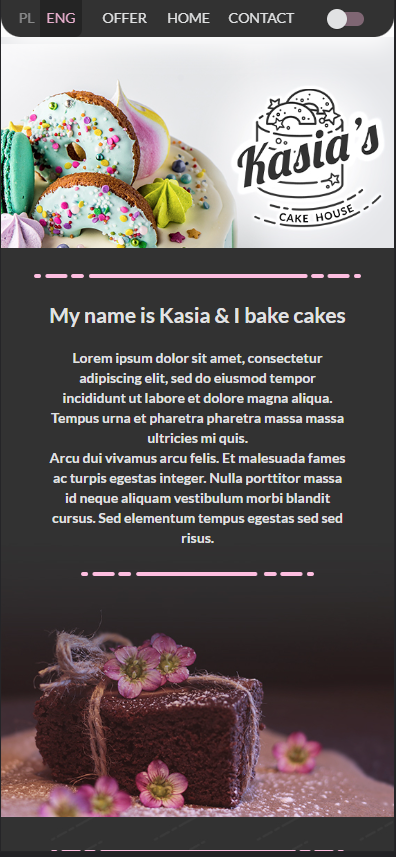 PL ENG OFFER HOME CONTACT
Kasia's
CAKE HOUSE
My name is Kasia & I bake cakes
Lorem ipsum dolor sit amet, consectetur
adipiscing elit, sed do eiusmod tempor
incididunt ut labore et dolore magna aliqua.
Tempus urna et pharetra pharetra massa massa
ultricies mi quis.
Arcu dui vivamus arcu felis. Et malesuada fames
ac turpis egestas integer. Nulla porttitor massa
id neque aliquam vestibulum morbi blandit
cursus. Sed elementum tempus egestas sed sed
risus.